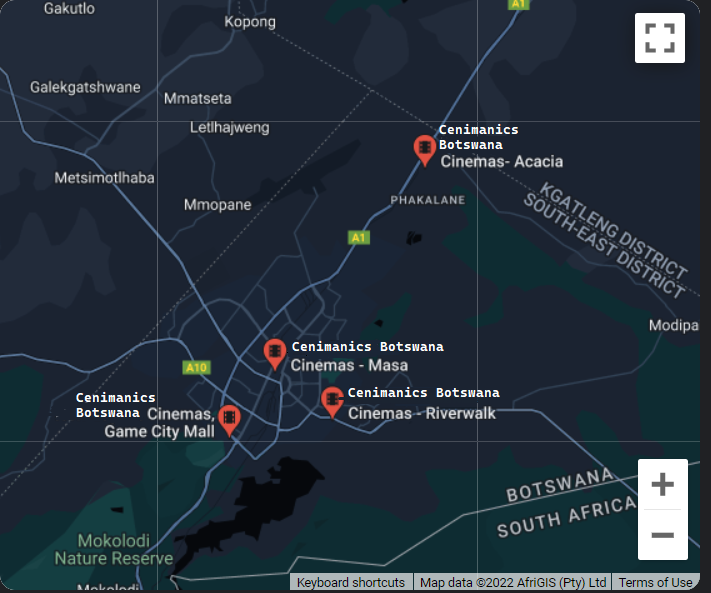 Gakutlo
A1
Kopong
Galekgatshwane
Mmatseta
Letlhajweng
Cenimanics
Botswana
Cinemas- Acacia
Metsimotlhaba
Mmopane
PHAKALANE
KGATLENG DISTRICT
SOUTH-EAST DISTRICT
A1
Modipa
Cenimanics Botswana
Cinemas - Masa
A10
Cenimanics Botswana
Cinemas - Riverwalk
Cenimanics
Botswana Cinemas,
Game City Mall
BOTSWANA
SOUTH AFRICA
Mokolodi
Nature Reserve
Mokolodi
Keyboard shortcuts
Map data ©2022 AfriGIS (Pty) Ltd
Terms of Use